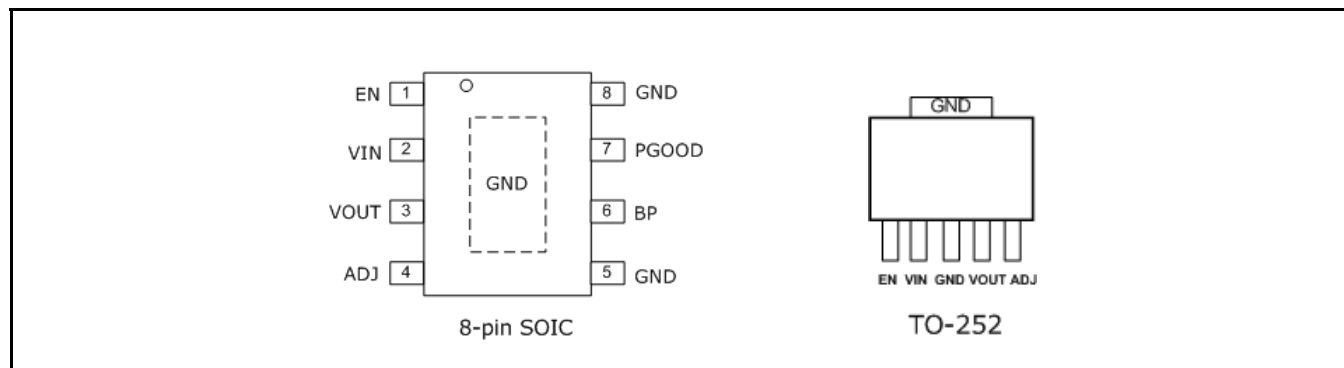 EN 1 8 GND
VIN 2 7 PGOOD
GND
VOUT 3 6 BP
ADJ 4 5 GND
8-pin SOIC
GND
EN VIN GND VOUT ADJ
TO-252